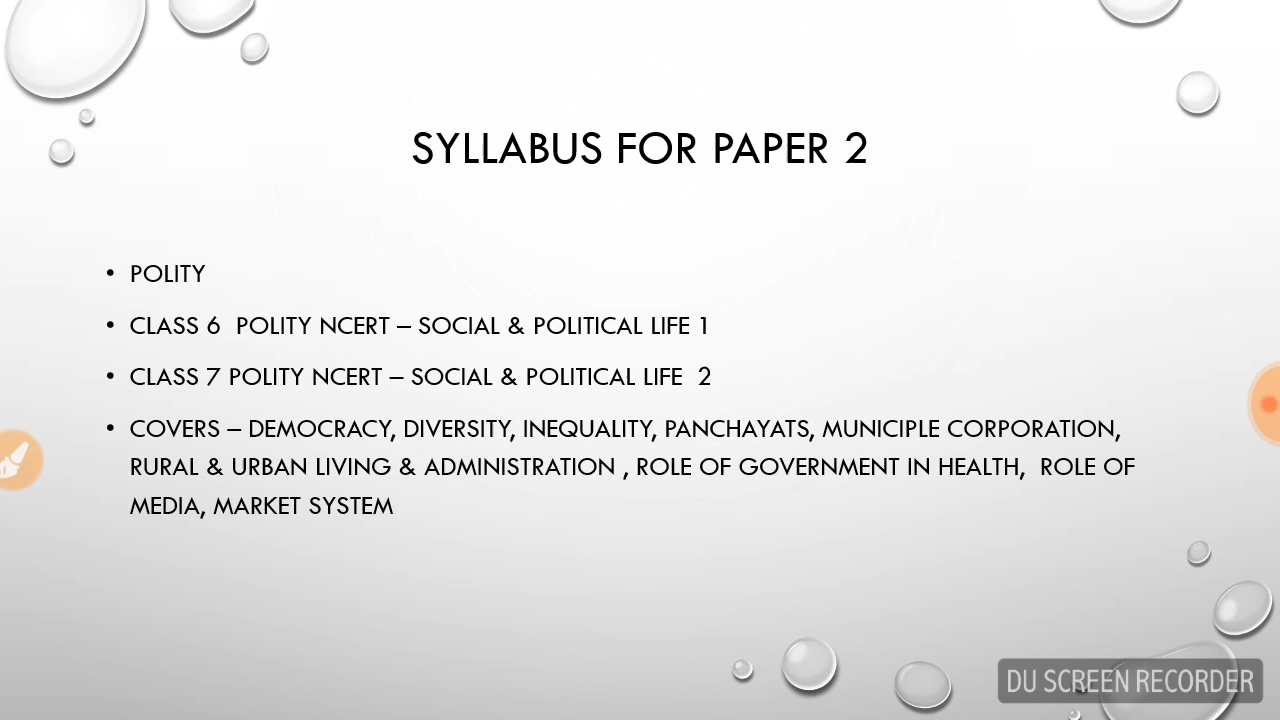 SYLLABUS FOR PAPER 2
• POLITY
• CLASS 6 POLITY NCERT – SOCIAL & POLITICAL LIFE 1
• CLASS 7 POLITY NCERT – SOCIAL & POLITICAL LIFE 2
• COVERS – DEMOCRACY, DIVERSITY, INEQUALITY, PANCHAYATS, MUNICIPLE CORPORATION,
RURAL & URBAN LIVING & ADMINISTRATION , ROLE OF GOVERNMENT IN HEALTH, ROLE OF
MEDIA, MARKET SYSTEM
DU SCREEN RECORDER